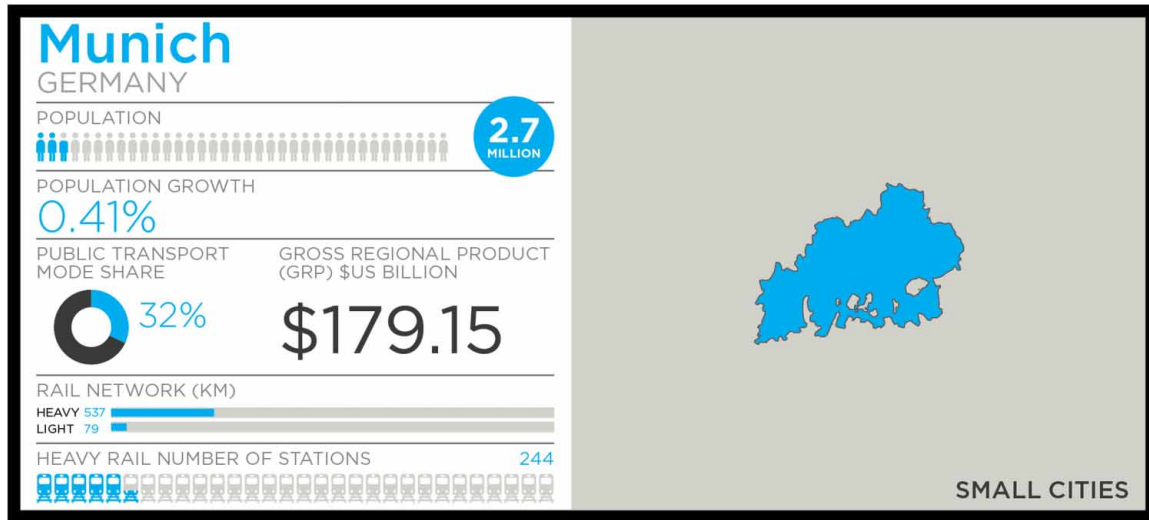 Munich
GERMANY
POPULATION
2.7
MILLION
POPULATION GROWTH
0.41%
PUBLIC TRANSPORT
MODE SHARE
32%
GROSS REGIONAL PRODUCT
(GRP) $US BILLION
$179.15
RAIL NETWORK (KM)
HEAVY 537
LIGHT 79
HEAVY RAIL NUMBER OF STATIONS 244
SMALL CITIES